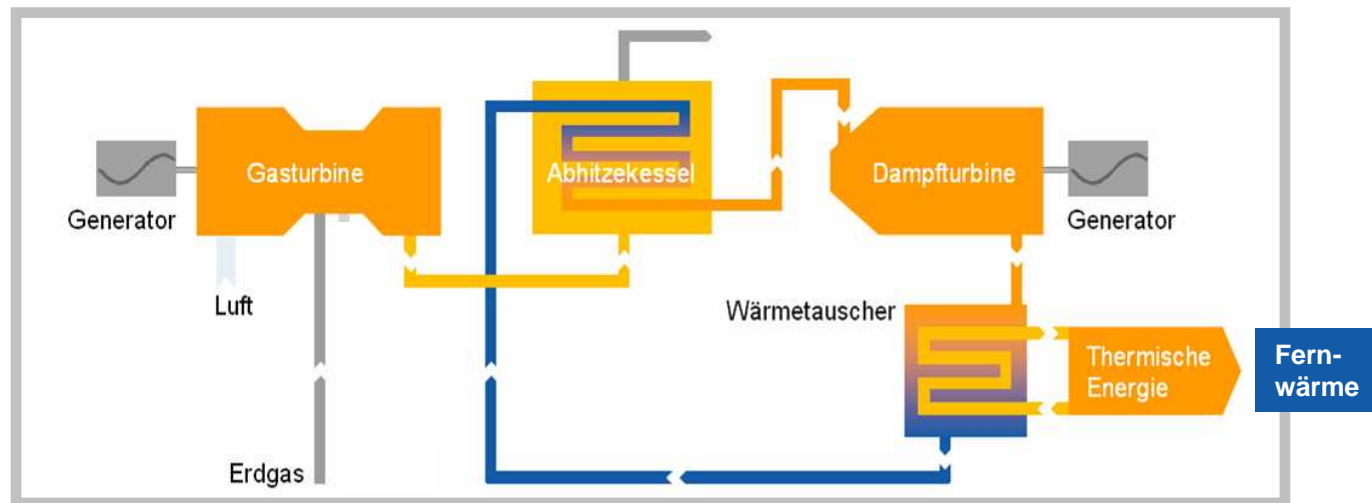 Gasturbine
Abhitzekessel
Dampfturbine
Generator
Generator
Luft
Wärmetauscher
Thermische
Energie
Fern-
wärme
Erdgas